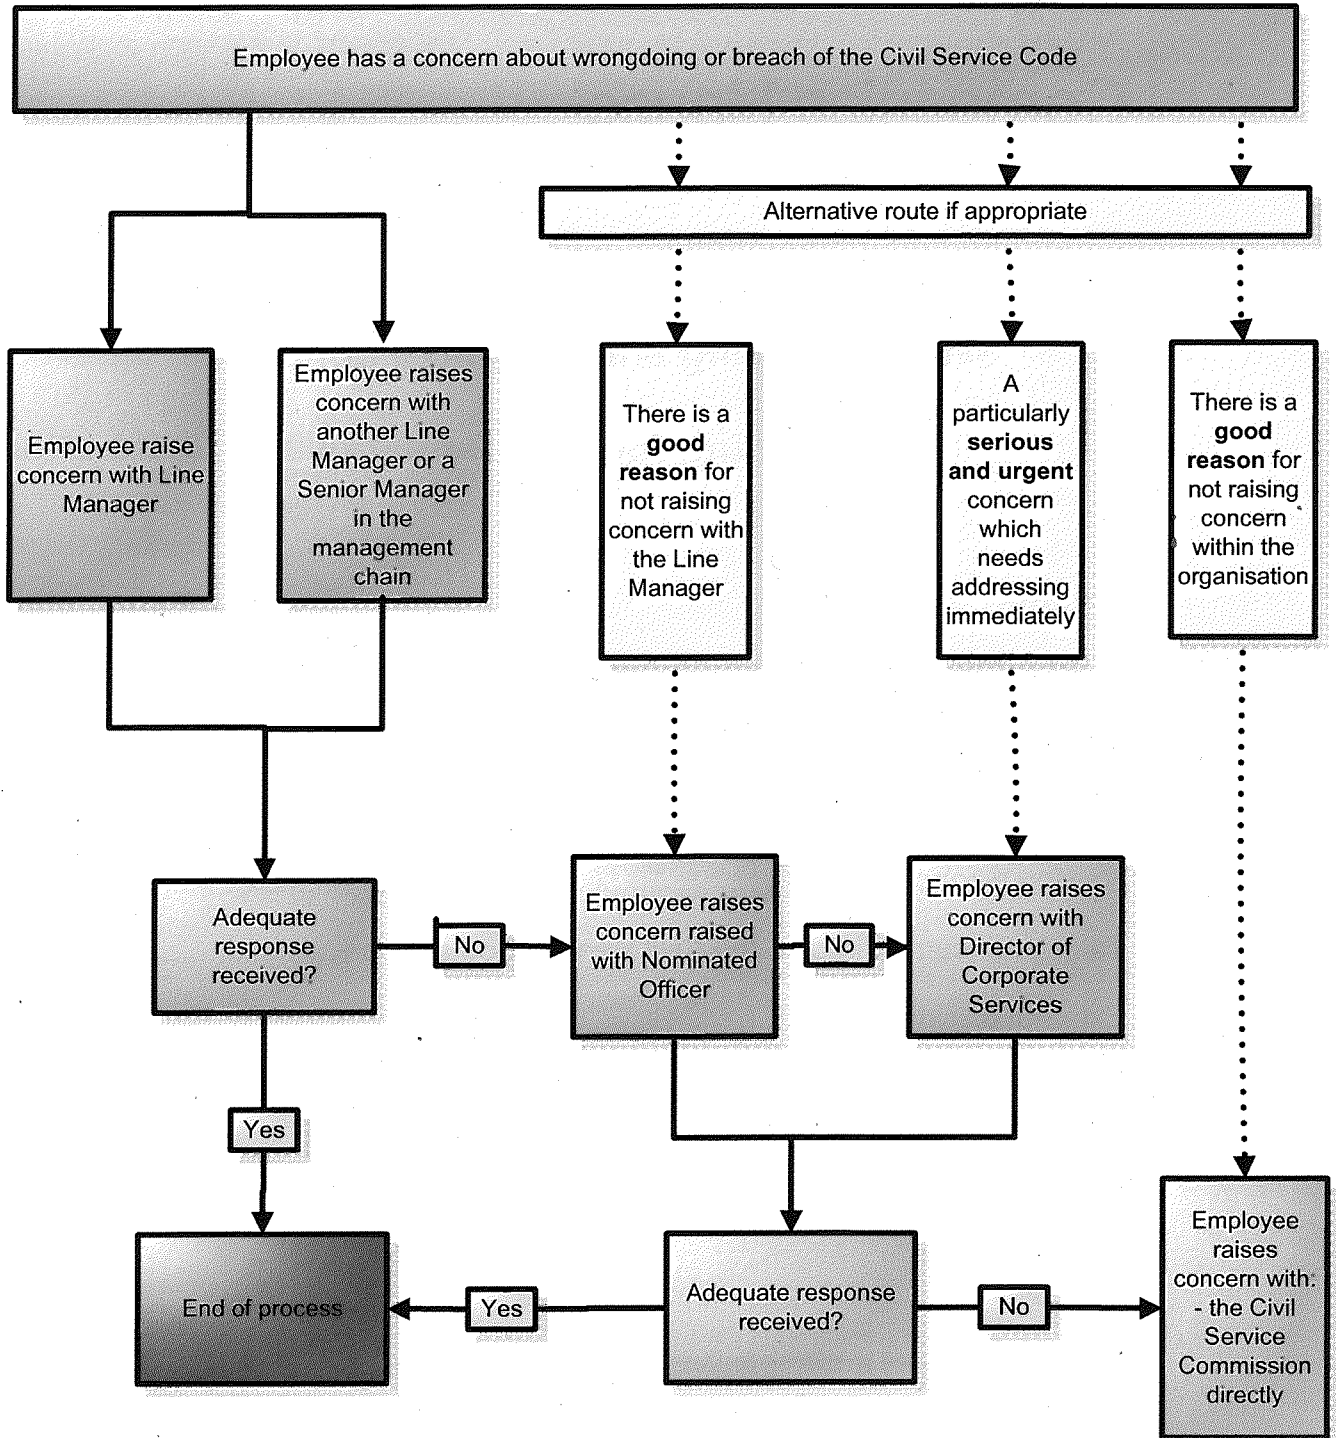 Employee has a concern about wrongdoing or breach of the Civil Service Code
Alternative route if appropriate
Employee raise
concern with Line
Manager
Employee raises
concern with
another Line
Manager or a
Senior Manager
in the
management
chain
There is a
good
reason for
not raising
concern with
the Line
Manager
A
particularly
serious
and urgent
concern
which
needs
addressing
immediately
There is a
good
reason for
not raising
concern
within the
organisation
Adequate
response
received?
No
Employee raises
concern raised
with Nominated
Officer
No
Employee raises
concern with
Director of
Corporate
Services
Yes
End of process
Yes
Adequate response
received?
No
Employee
raises
concern with:
- the Civil
Service
Commission
directly